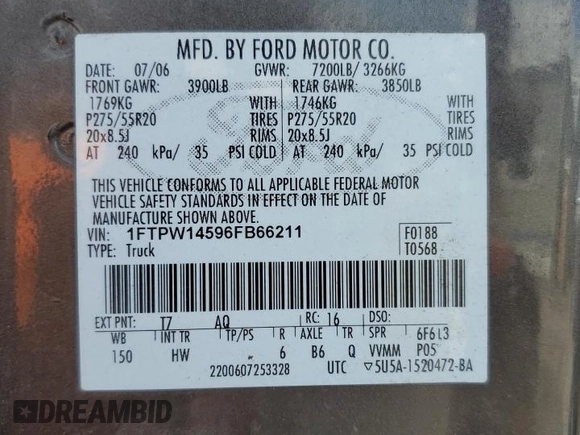 MFD. BY FORD MOTOR CO.
DATE: 07/06 GVWR: 7200LB/ 3266KG
FRONT GAWR: 3900LB REAR GAWR: 3850LB
1769KG WITH 1746KG WITH
P275/55R20 TIRES P275/55R20 TIRES
20x8.5J RIMS 20x8.5J RIMS
AT 240 kPa/ 35 PSI COLD AT 240 kPa/ 35 PSI COLD
THIS VEHICLE CONFORMS TO ALL APPLICABLE FEDERAL MOTOR
VEHICLE SAFETY STANDARDS IN EFFECT ON THE DATE OF
MANUFACTURE SHOWN ABOVE.
VIN: 1FTPW14596FB66211 F0188
TYPE: Truck T0568
EXT PNT: T7 AQ RC: 16 DSO:
WB INT TR TP/PS R AXLE TR SPR 6F6L3
150 HW 6 B6 Q VVMM P05
2200607253328 UTC ▽5U5A-1520472-BA
DREAMBID